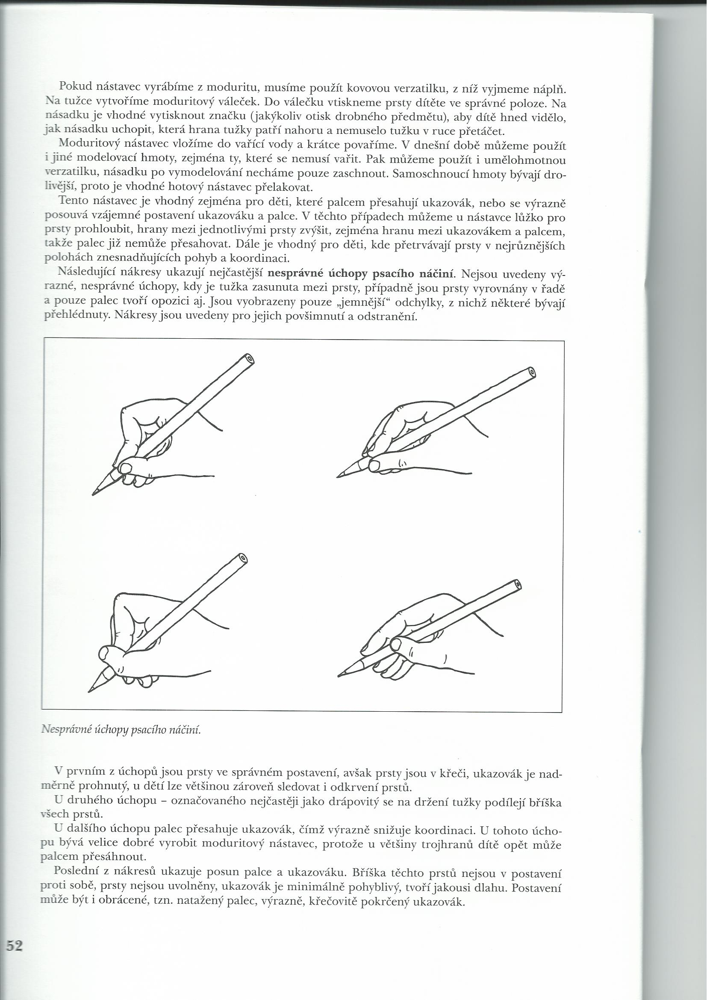 Pokud nástavec vyrábíme z moduritu, musíme použít kovovou verzatilku, z níž vyjmeme náplň.
Na tužce vytvoříme moduritový váleček. Do válečku vtiskneme prsty dítěte ve správné poloze. Na
násadku je vhodné vytisknout značku (jakýkoliv otisk drobného předmětu), aby dítě hned vidělo,
jak násadku uchopit, která hrana tužky patří nahoru a nemuselo tužku v ruce přetáčet.
Moduritový nástavec vložíme do vařící vody a krátce povaříme. V dnešní době můžeme použít
i jiné modelovací hmoty, zejména ty, které se nemusí vařit. Pak můžeme použít i umělohmotnou
verzatilku, násadku po vymodelování necháme pouze zaschnout. Samoschnoucí hmoty bývají dro-
livější, proto je vhodné hotový nástavec přelakovat.
Tento nástavec je vhodný zejména pro děti, které palcem přesahují ukazovák, nebo se výrazně
posouvá vzájemné postavení ukazováku a palce. V těchto případech můžeme u nástavce lůžko pro
prsty prohloubit, hrany mezi jednotlivými prsty zvýšit, zejména hranu mezi ukazovákem a palcem,
takže palec již nemůže přesahovat. Dále je vhodný pro děti, kde přetrvávají prsty v nejrůznějších
polohách znesnadňujících pohyb a koordinaci.
Následující nákresy ukazují nejčastější nesprávné úchopy psacího náčiní. Nejsou uvedeny vý-
razné, nesprávné úchopy, kdy je tužka zasunuta mezi prsty, případně jsou prsty vyrovnány v řadě
a pouze palec tvoří opozici aj. Jsou vyobrazeny pouze „jemnější“ odchylky, z nichž některé bývají
přehlédnuty. Nákresy jsou uvedeny pro jejich povšimnutí a odstranění.
Nesprávné úchopy psacího náčiní.
V prvním z úchopů jsou prsty ve správném postavení, avšak prsty jsou v křeči, ukazovák je nad-
měrně prohnutý, u dětí lze většinou zároveň sledovat i odkrvení prstů.
U druhého úchopu – označovaného nejčastěji jako drápovitý se na držení tužky podílejí bříška
všech prstů.
U dalšího úchopu palec přesahuje ukazovák, čímž výrazně snižuje koordinaci. U tohoto úcho-
pu bývá velice dobré vyrobit moduritový nástavec, protože u většiny trojhranů dítě opět může
palcem přesáhnout.
Poslední z nákresů ukazuje posun palce a ukazováku. Bříška těchto prstů nejsou v postavení
proti sobě, prsty nejsou uvolněny, ukazovák je minimálně pohyblivý, tvoří jakousi dlahu. Postavení
může být i obrácené, tzn. natažený palec, výrazně, křečovitě pokrčený ukazovák.
52